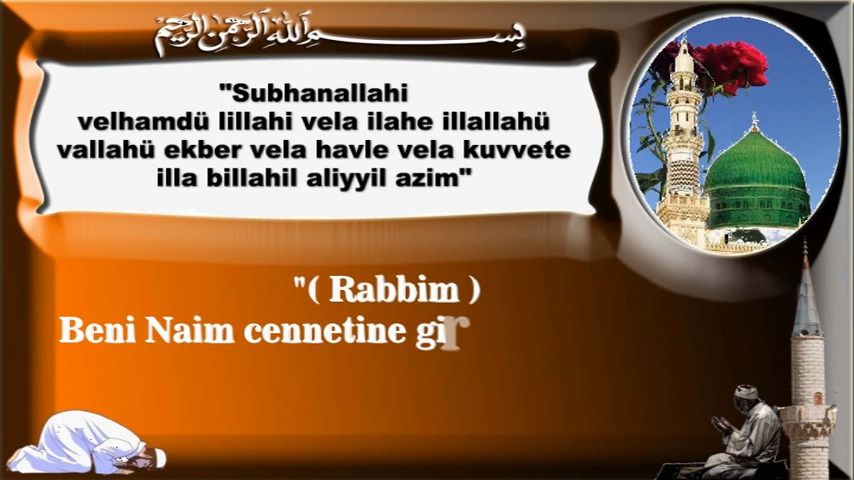 بسم الله الرحمن الرحيم
"Subhanallahi
velhamdü lillahi vela ilahe illallahü
vallahü ekber vela havle vela kuvvete
illa billahil aliyyil azim"
"( Rabbim )
Beni Naim cennetine gir